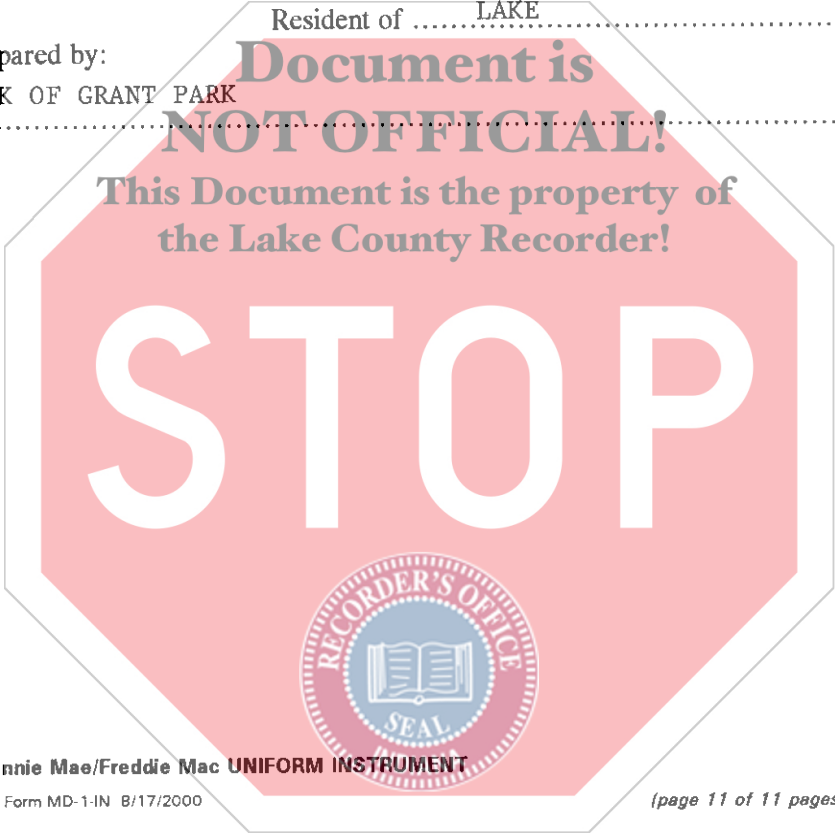 Resident of ...... LAKE ......
pared by:
K OF GRANT PARK
Document is
NOT OFFICIAL!
This Document is the property of
the Lake County Recorder!
STOP
RECORDER'S OFFICE
SEAL
INDIANA
nnie Mae/Freddie Mac UNIFORM INSTRUMENT
Form MD-1-IN 8/17/2000
(page 11 of 11 pages